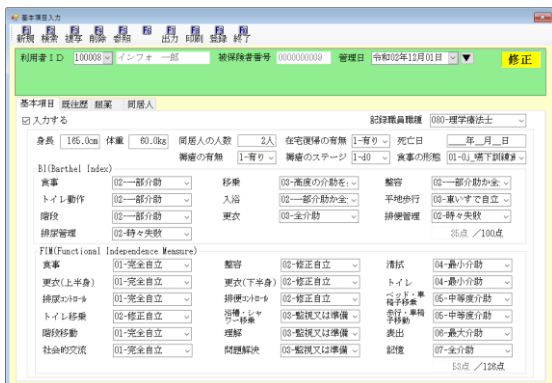 基本項目入力
新規 検索 複写 削除 参照 出力 印刷 登録 終了
利用者ID 100008 インフォ 一郎 被保険者番号 0000000009 管理日 令和02年12月01日 修正
基本項目 既往歴 服薬 同居人
入力する 記録職員職種 080-理学療法士
身長 165.0cm 体重 60.0kg 同居人の人数 2人 在宅復帰の有無 1-有り 死亡日 __年_月_日
褥瘡の有無 1-有り 褥瘡のステージ 1-d0 食事の形態 01-0j_嚥下訓練
BI(Barthel Index)
食事 02-一部介助 移乗 03-高度の介助を 整容 02-一部介助か全
トイレ動作 02-一部介助 入浴 02-一部介助か全 平地歩行 03-車いすで自立
階段 02-一部介助 更衣 03-全介助 排便管理 02-時々失敗
排尿管理 02-時々失敗 35点 /100点
FIM(Functional Independence Measure)
食事 01-完全自立 整容 02-修正自立 清拭 04-最小介助
更衣(上半身) 01-完全自立 更衣(下半身) 02-修正自立 トイレ 04-最小介助
排尿コントロール 01-完全自立 排便コントロール 02-修正自立 ベッド・車椅子移乗 05-中等度介助
トイレ移乗 02-修正自立 浴槽・シャワー移乗 03-監視又は準備 歩行・車椅子移動 05-中等度介助
階段移動 01-完全自立 理解 03-監視又は準備 表出 06-最大介助
社会的交流 01-完全自立 問題解決 03-監視又は準備 記憶 07-全介助
53点 /126点